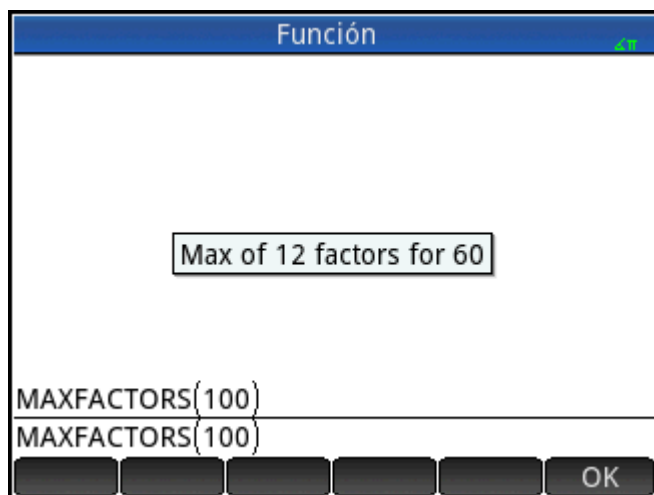 Función
∡π
Max of 12 factors for 60
MAXFACTORS(100)
MAXFACTORS(100)
OK